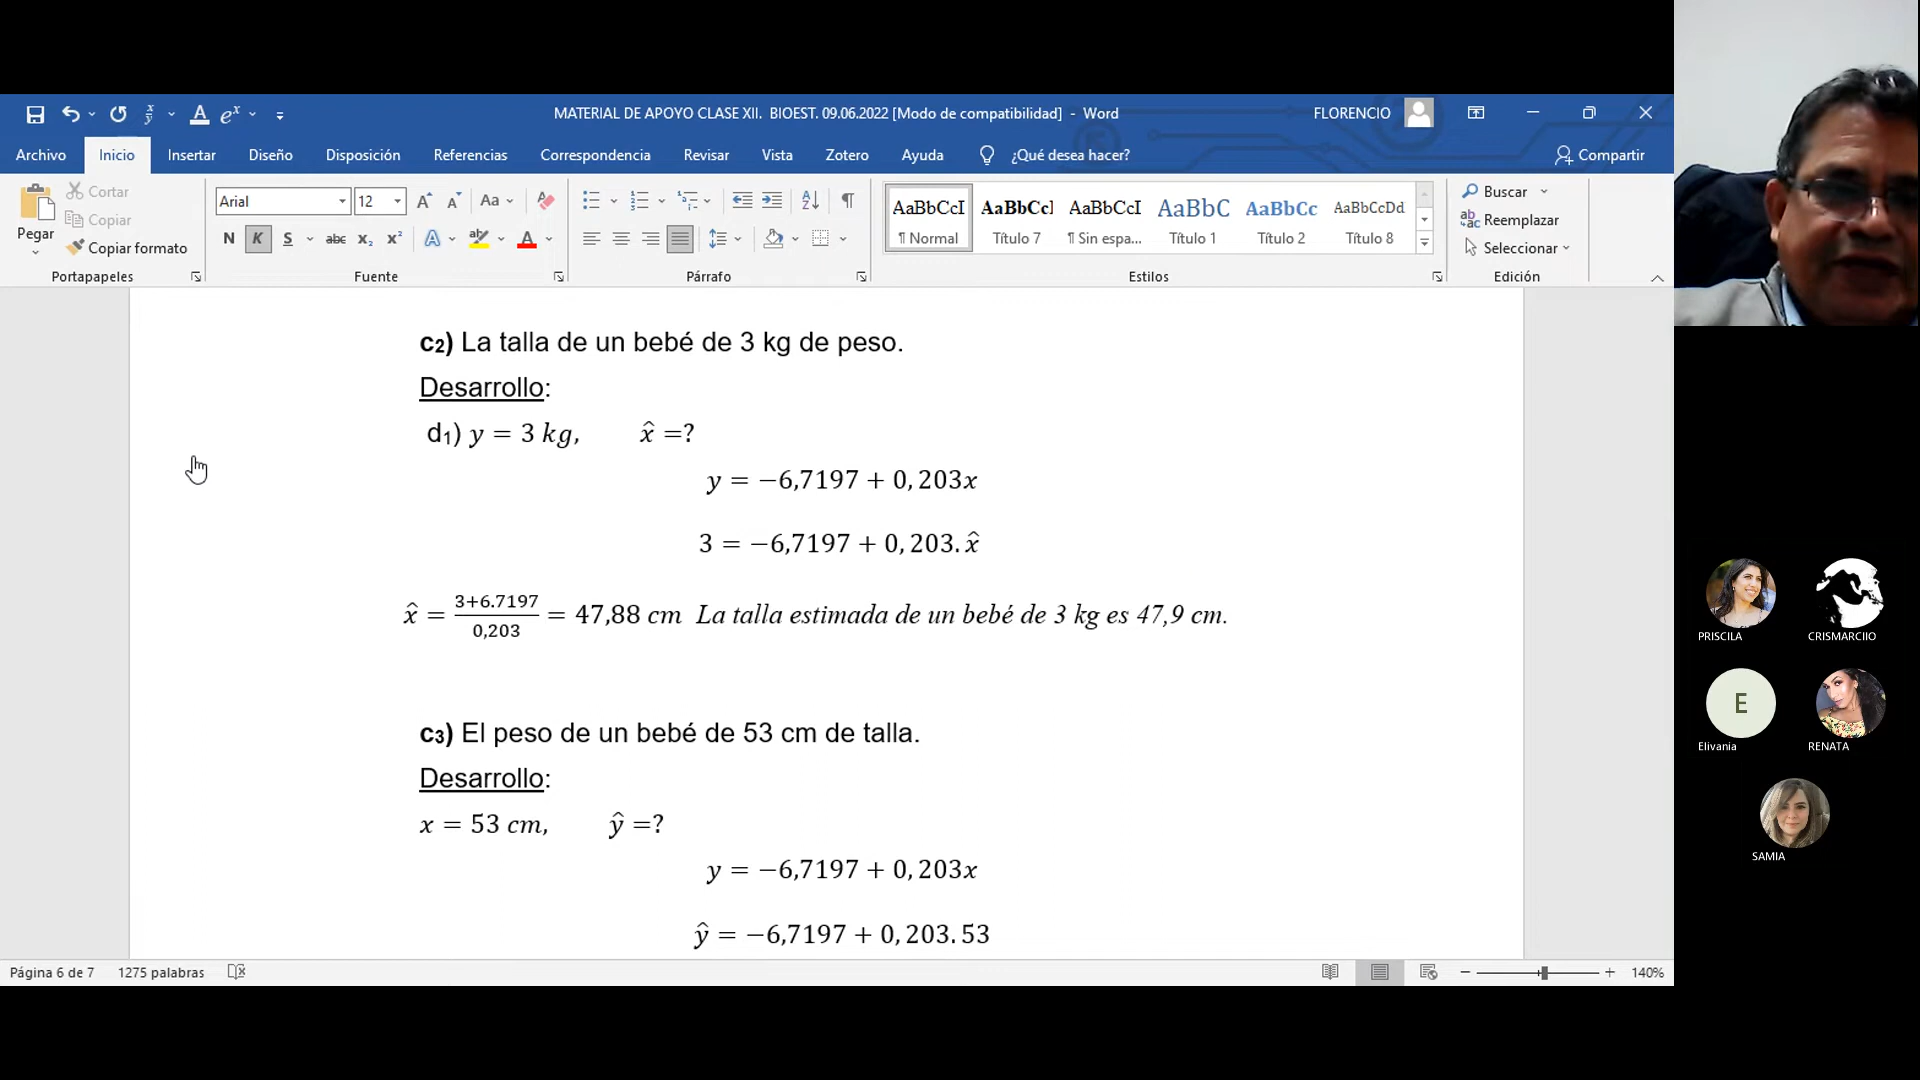 MATERIAL DE APOYO CLASE XII.  BIOEST. 09.06.2022 [Modo de compatibilidad]  -  Word
FLORENCIO
Archivo Inicio Insertar Diseño Disposición Referencias Correspondencia Revisar Vista Zotero Ayuda ¿Qué desea hacer? Compartir
Pegar
Cortar
Copiar
Copiar formato
Portapapeles
Arial 12 Aa
N K S abc x₂ x² A A
Fuente
Párrafo
AaBbCcI AaBbCcI AaBbCcI AaBbC AaBbCc AaBbCcDd
¶ Normal Título 7 ¶ Sin espa... Título 1 Título 2 Título 8
Estilos
Buscar
Reemplazar
Seleccionar
Edición
c₂) La talla de un bebé de 3 kg de peso.
Desarrollo:
d₁) y = 3 kg, x̂ =?
y = −6,7197 + 0, 203x
3 = −6,7197 + 0, 203. x̂
x̂ = 3+6.7197/0,203 = 47,88 cm La talla estimada de un bebé de 3 kg es 47,9 cm.
c₃) El peso de un bebé de 53 cm de talla.
Desarrollo:
x = 53 cm, ŷ =?
y = −6,7197 + 0, 203x
ŷ = −6,7197 + 0, 203. 53
Página 6 de 7 1275 palabras 140%
PRISCILA CRISMARCIIO
E
Elivania RENATA
SAMIA